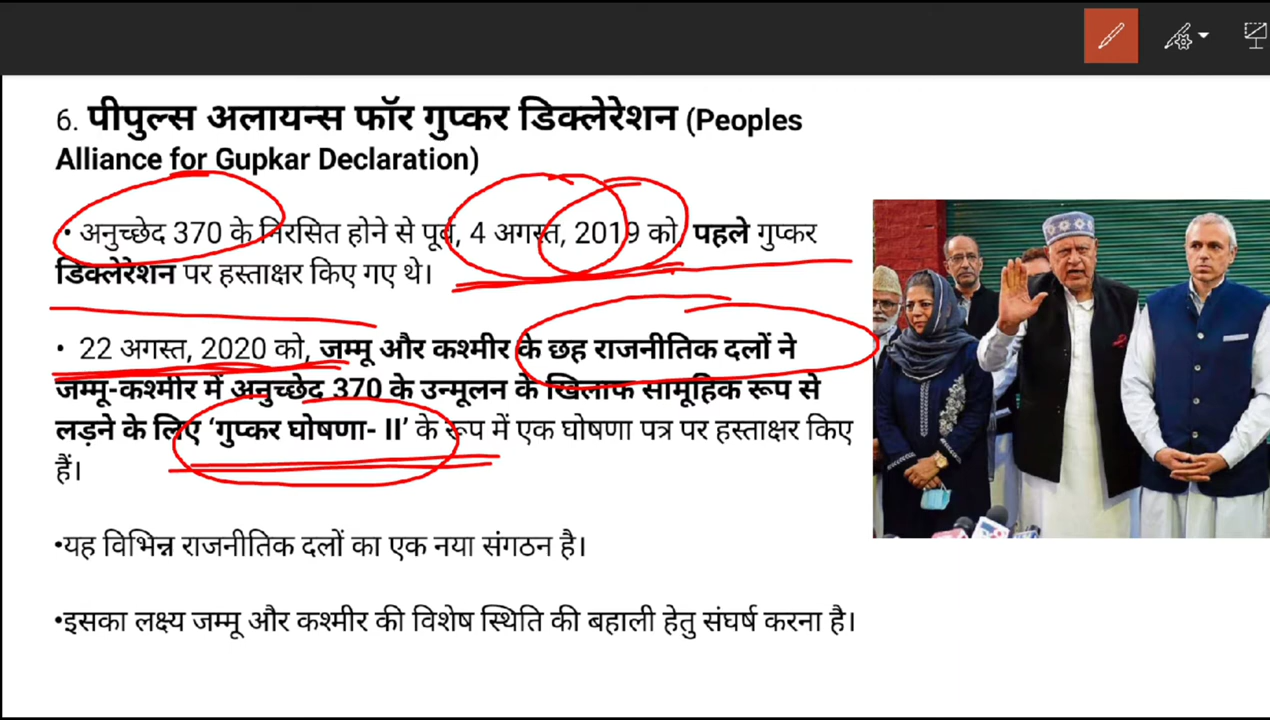 6. पीपुल्स अलायन्स फॉर गुप्कर डिक्लेरेशन (Peoples
Alliance for Gupkar Declaration)
• अनुच्छेद 370 के निरसित होने से पूर्व, 4 अगस्त, 2019 को, पहले गुप्कर
डिक्लेरेशन पर हस्ताक्षर किए गए थे।
• 22 अगस्त, 2020 को, जम्मू और कश्मीर के छह राजनीतिक दलों ने
जम्मू-कश्मीर में अनुच्छेद 370 के उन्मूलन के खिलाफ सामूहिक रूप से
लड़ने के लिए ‘गुप्कर घोषणा- II’ के रूप में एक घोषणा पत्र पर हस्ताक्षर किए
हैं।
•यह विभिन्न राजनीतिक दलों का एक नया संगठन है।
•इसका लक्ष्य जम्मू और कश्मीर की विशेष स्थिति की बहाली हेतु संघर्ष करना है।